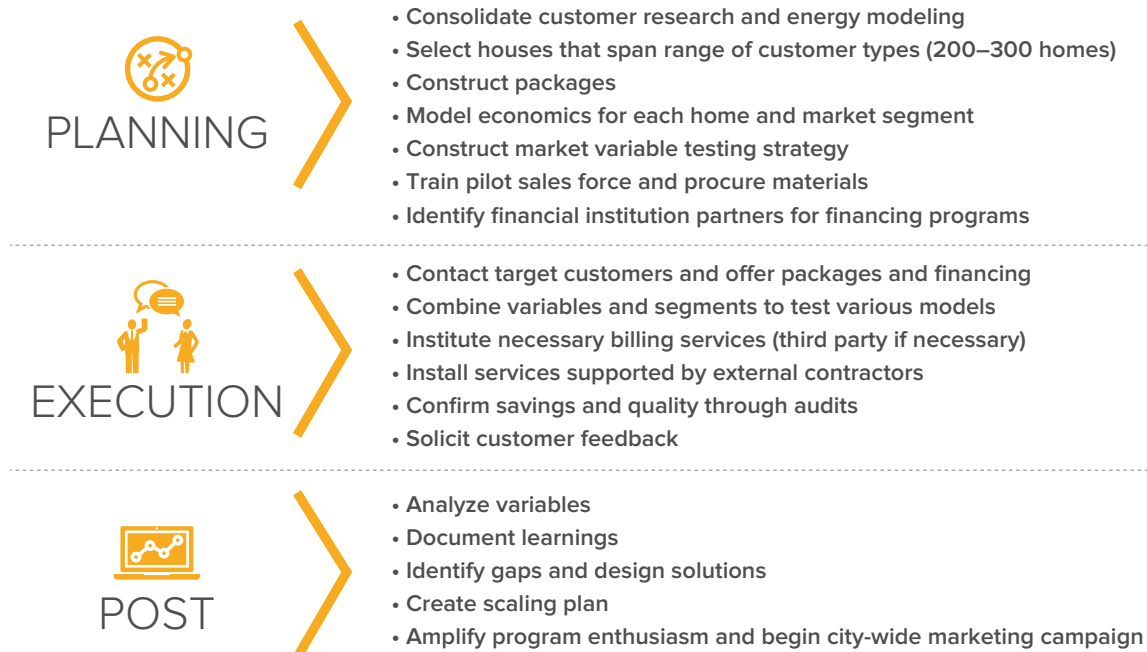 PLANNING
• Consolidate customer research and energy modeling
• Select houses that span range of customer types (200–300 homes)
• Construct packages
• Model economics for each home and market segment
• Construct market variable testing strategy
• Train pilot sales force and procure materials
• Identify financial institution partners for financing programs
EXECUTION
• Contact target customers and offer packages and financing
• Combine variables and segments to test various models
• Institute necessary billing services (third party if necessary)
• Install services supported by external contractors
• Confirm savings and quality through audits
• Solicit customer feedback
POST
• Analyze variables
• Document learnings
• Identify gaps and design solutions
• Create scaling plan
• Amplify program enthusiasm and begin city-wide marketing campaign